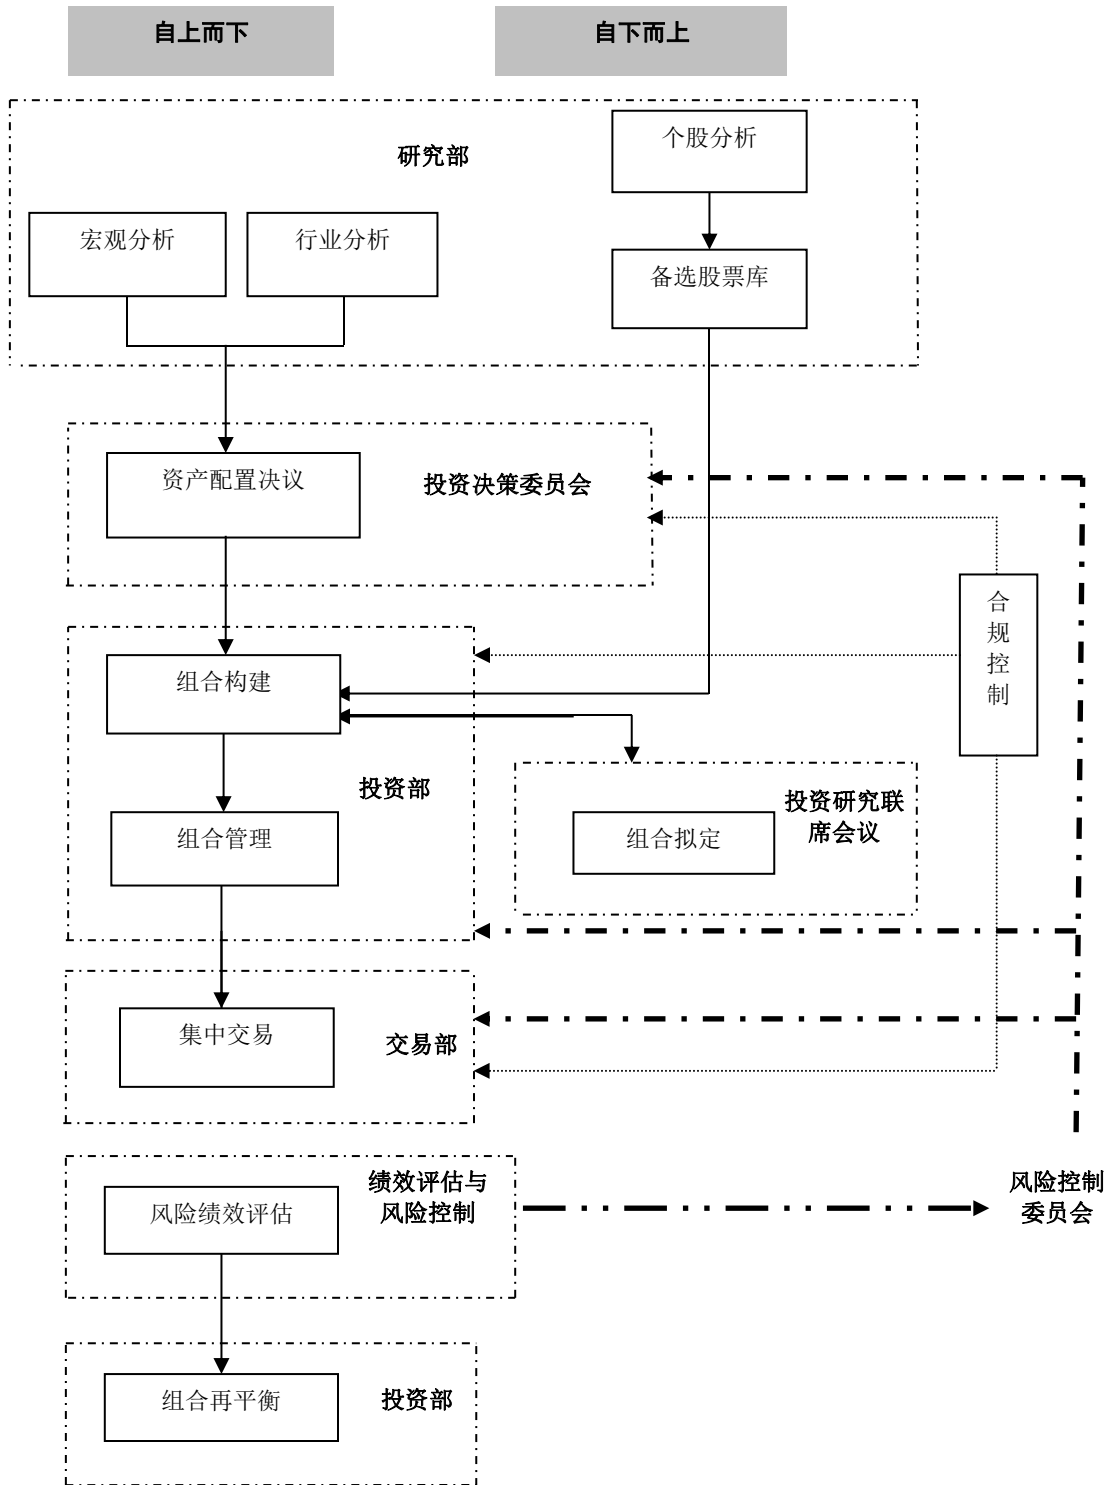 自上而下
自下而上
个股分析
研究部
宏观分析
行业分析
备选股票库
资产配置决议
投资决策委员会
合
规
控
制
组合构建
投资部
投资研究联
席会议
组合管理
组合拟定
集中交易
交易部
绩效评估与
风险控制
风险控制
委员会
风险绩效评估
组合再平衡
投资部